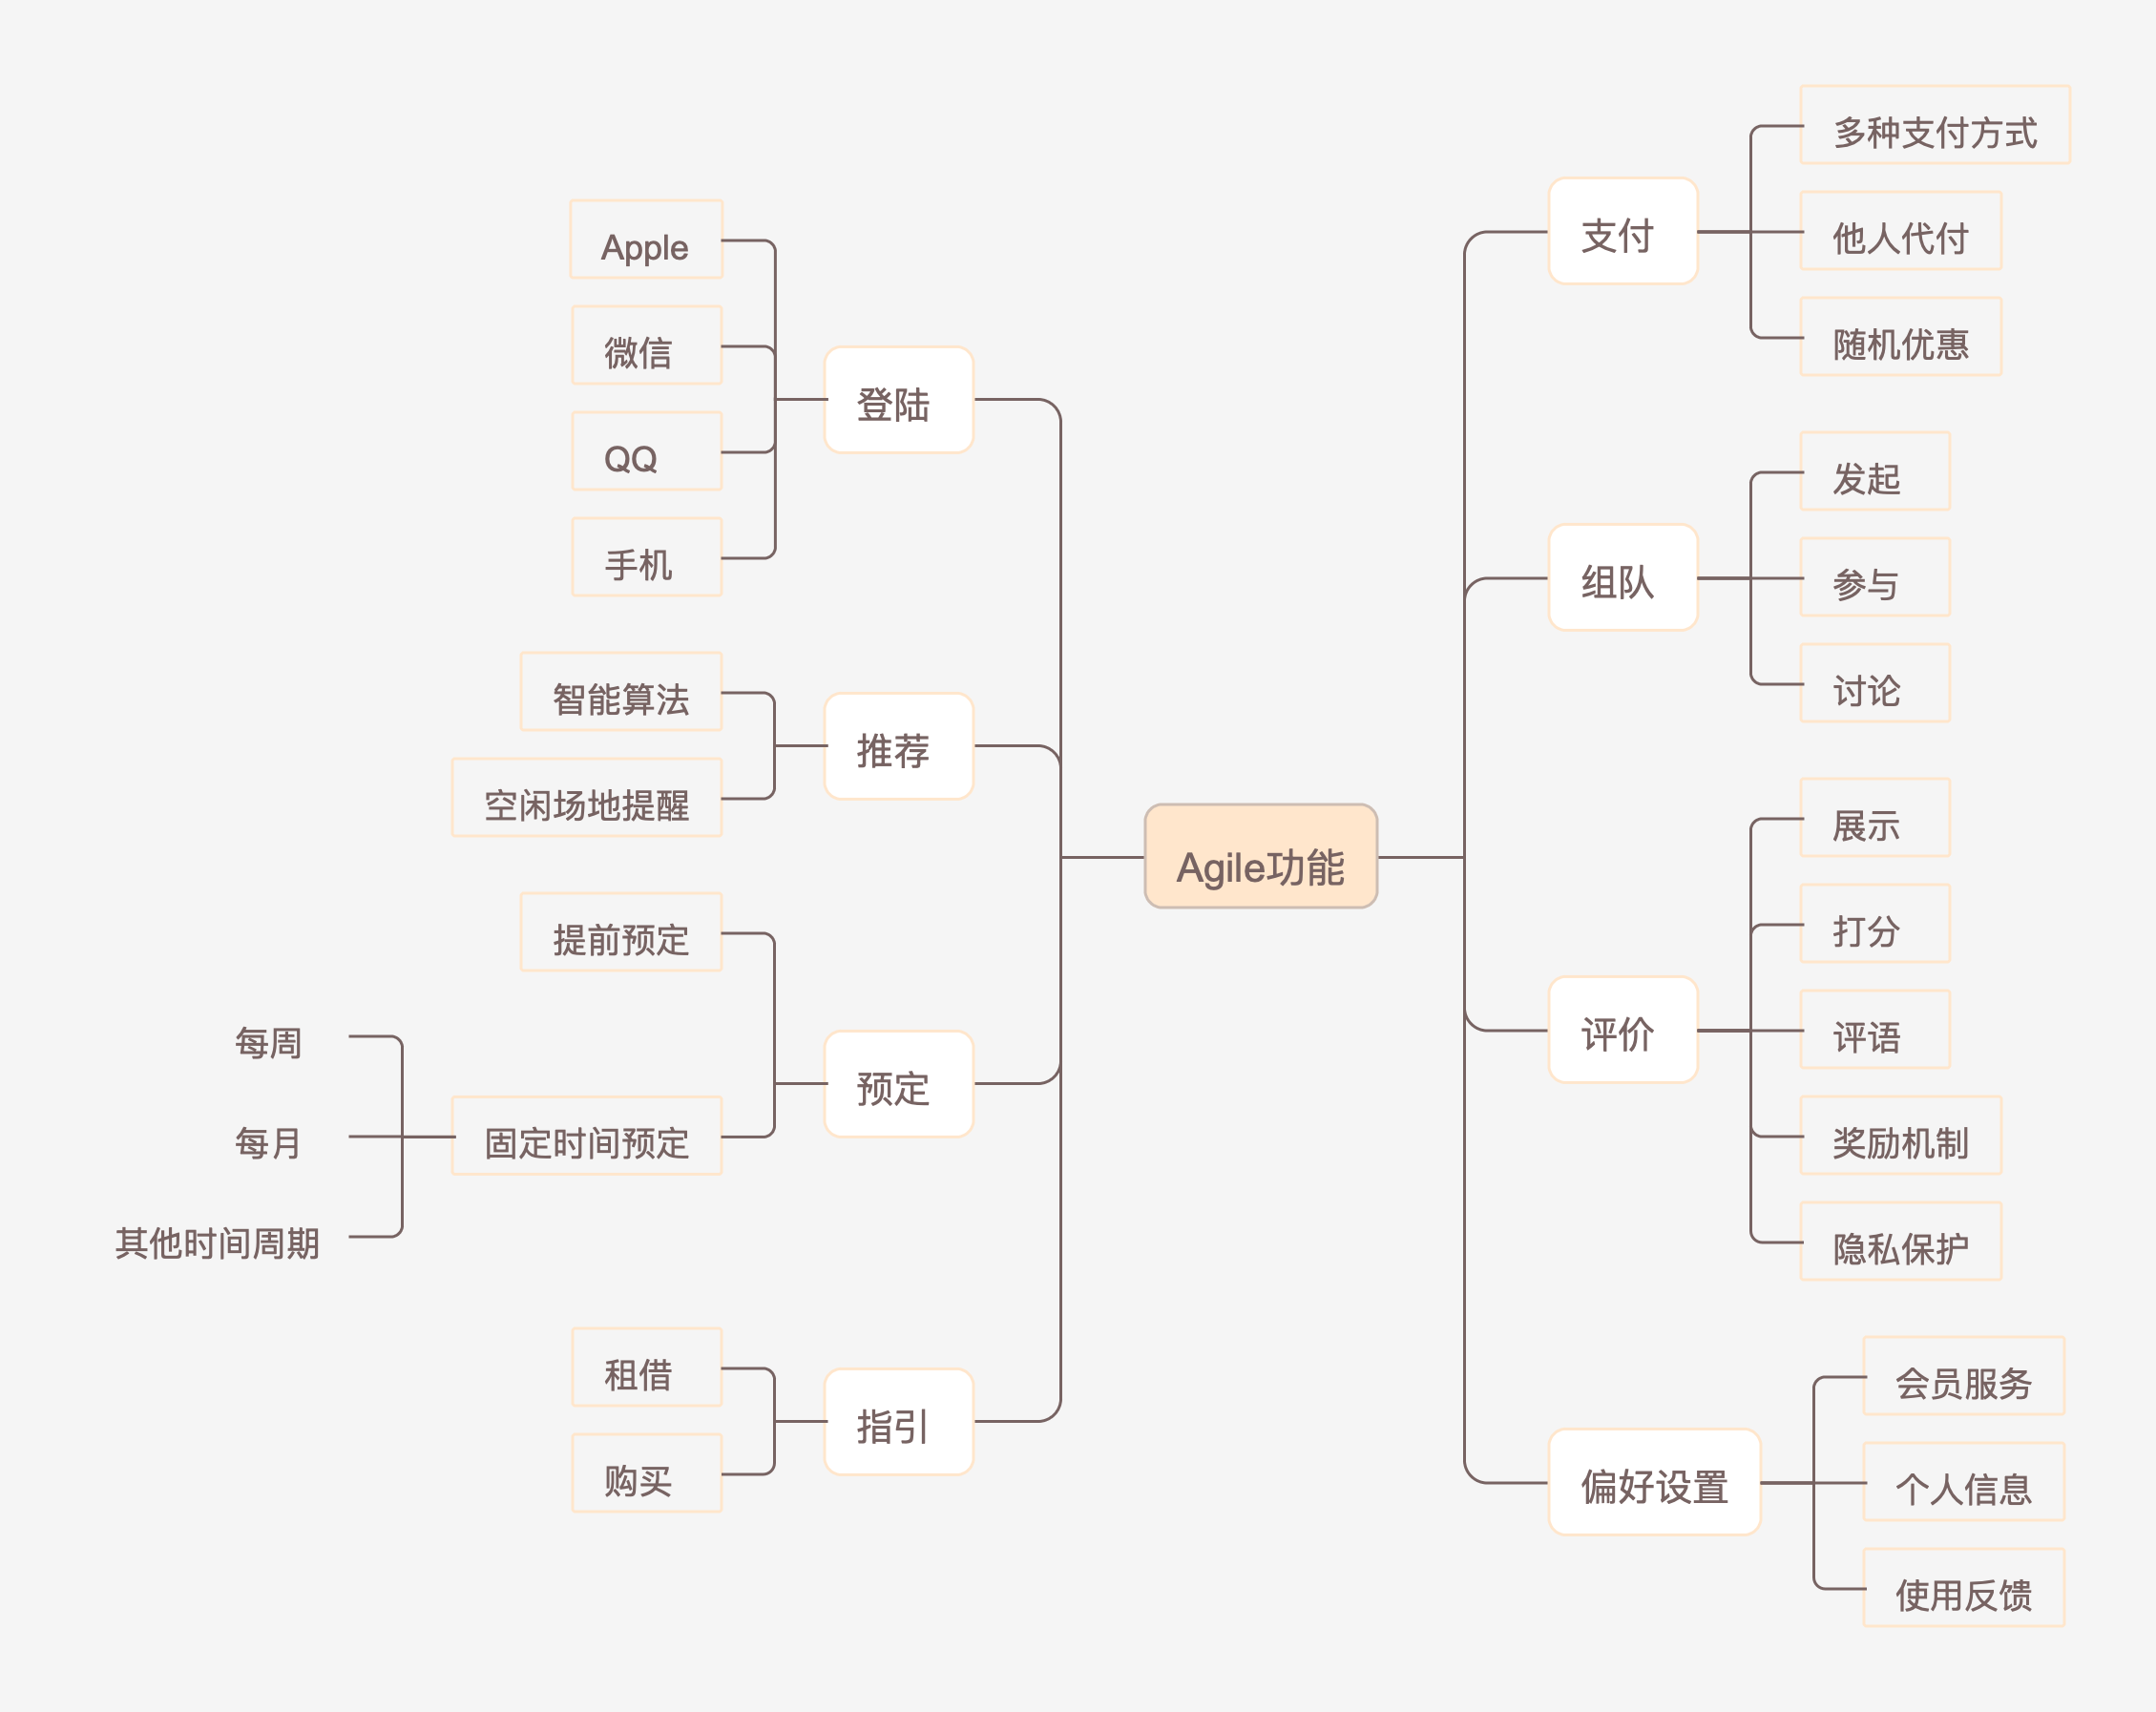 Agile功能
支付
多种支付方式
他人代付
随机优惠
组队
发起
参与
讨论
评价
展示
打分
评语
奖励机制
隐私保护
偏好设置
会员服务
个人信息
使用反馈
登陆
Apple
微信
QQ
手机
推荐
智能算法
空闲场地提醒
预定
提前预定
固定时间预定
每周
每月
其他时间周期
指引
租借
购买